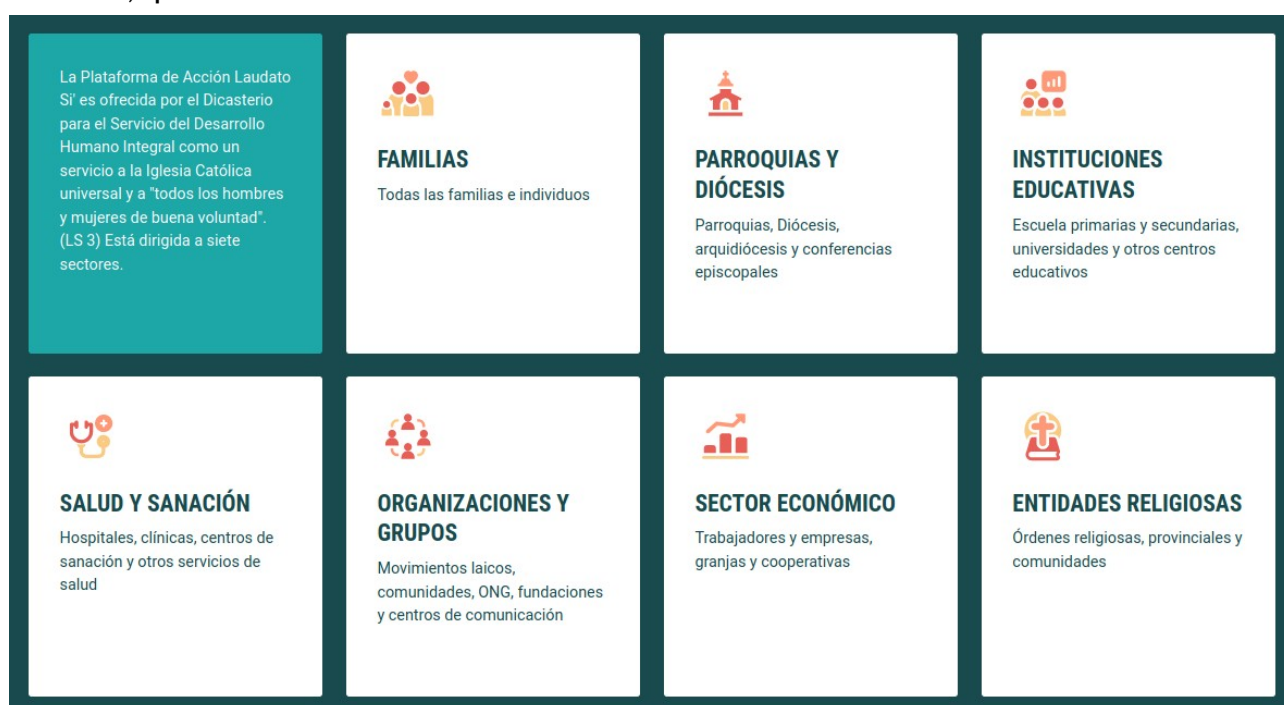 La Plataforma de Acción Laudato
Si' es ofrecida por el Dicasterio
para el Servicio del Desarrollo
Humano Integral como un
servicio a la Iglesia Católica
universal y a "todos los hombres
y mujeres de buena voluntad".
(LS 3) Está dirigida a siete
sectores.
FAMILIAS
Todas las familias e individuos
PARROQUIAS Y
DIÓCESIS
Parroquias, Diócesis,
arquidiócesis y conferencias
episcopales
INSTITUCIONES
EDUCATIVAS
Escuela primarias y secundarias,
universidades y otros centros
educativos
SALUD Y SANACIÓN
Hospitales, clínicas, centros de
sanación y otros servicios de
salud
ORGANIZACIONES Y
GRUPOS
Movimientos laicos,
comunidades, ONG, fundaciones
y centros de comunicación
SECTOR ECONÓMICO
Trabajadores y empresas,
granjas y cooperativas
ENTIDADES RELIGIOSAS
Órdenes religiosas, provinciales y
comunidades